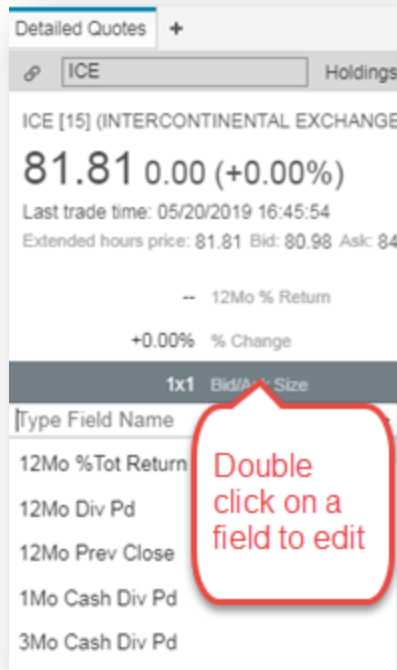 Detailed Quotes +
ICE Holdings
ICE [15] (INTERCONTINENTAL EXCHANGE
81.81 0.00 (+0.00%)
Last trade time: 05/20/2019 16:45:54
Extended hours price: 81.81 Bid: 80.98 Ask: 84
-- 12Mo % Return
+0.00% % Change
1x1 Bid/Ask Size
Type Field Name
12Mo %Tot Return
12Mo Div Pd
12Mo Prev Close
1Mo Cash Div Pd
3Mo Cash Div Pd
Double
click on a
field to edit